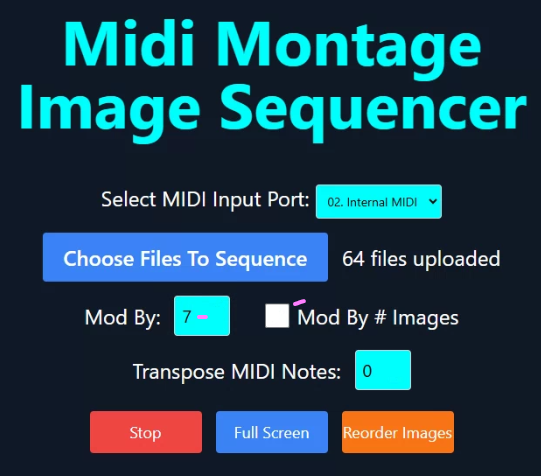 Midi Montage
Image Sequencer
Select MIDI Input Port: 02. Internal MIDI
Choose Files To Sequence 64 files uploaded
Mod By: 7 Mod By # Images
Transpose MIDI Notes: 0
Stop Full Screen Reorder Images